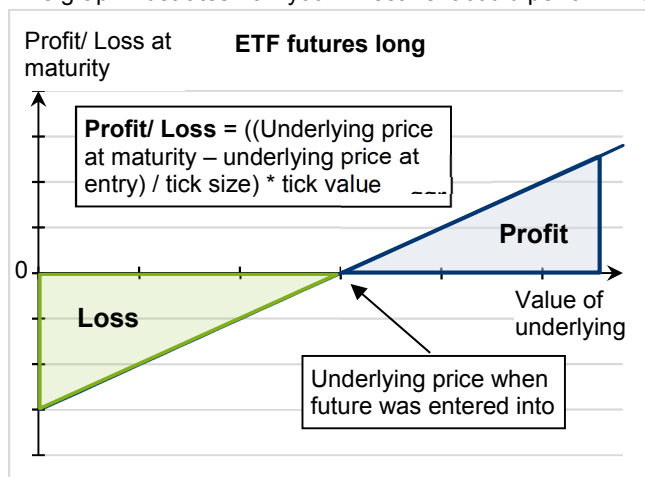 Profit/ Loss at
maturity
ETF futures long
Profit/ Loss = ((Underlying price
at maturity – underlying price at
entry) / tick size) * tick value
Profit
0
Loss
Value of
underlying
Underlying price when
future was entered into